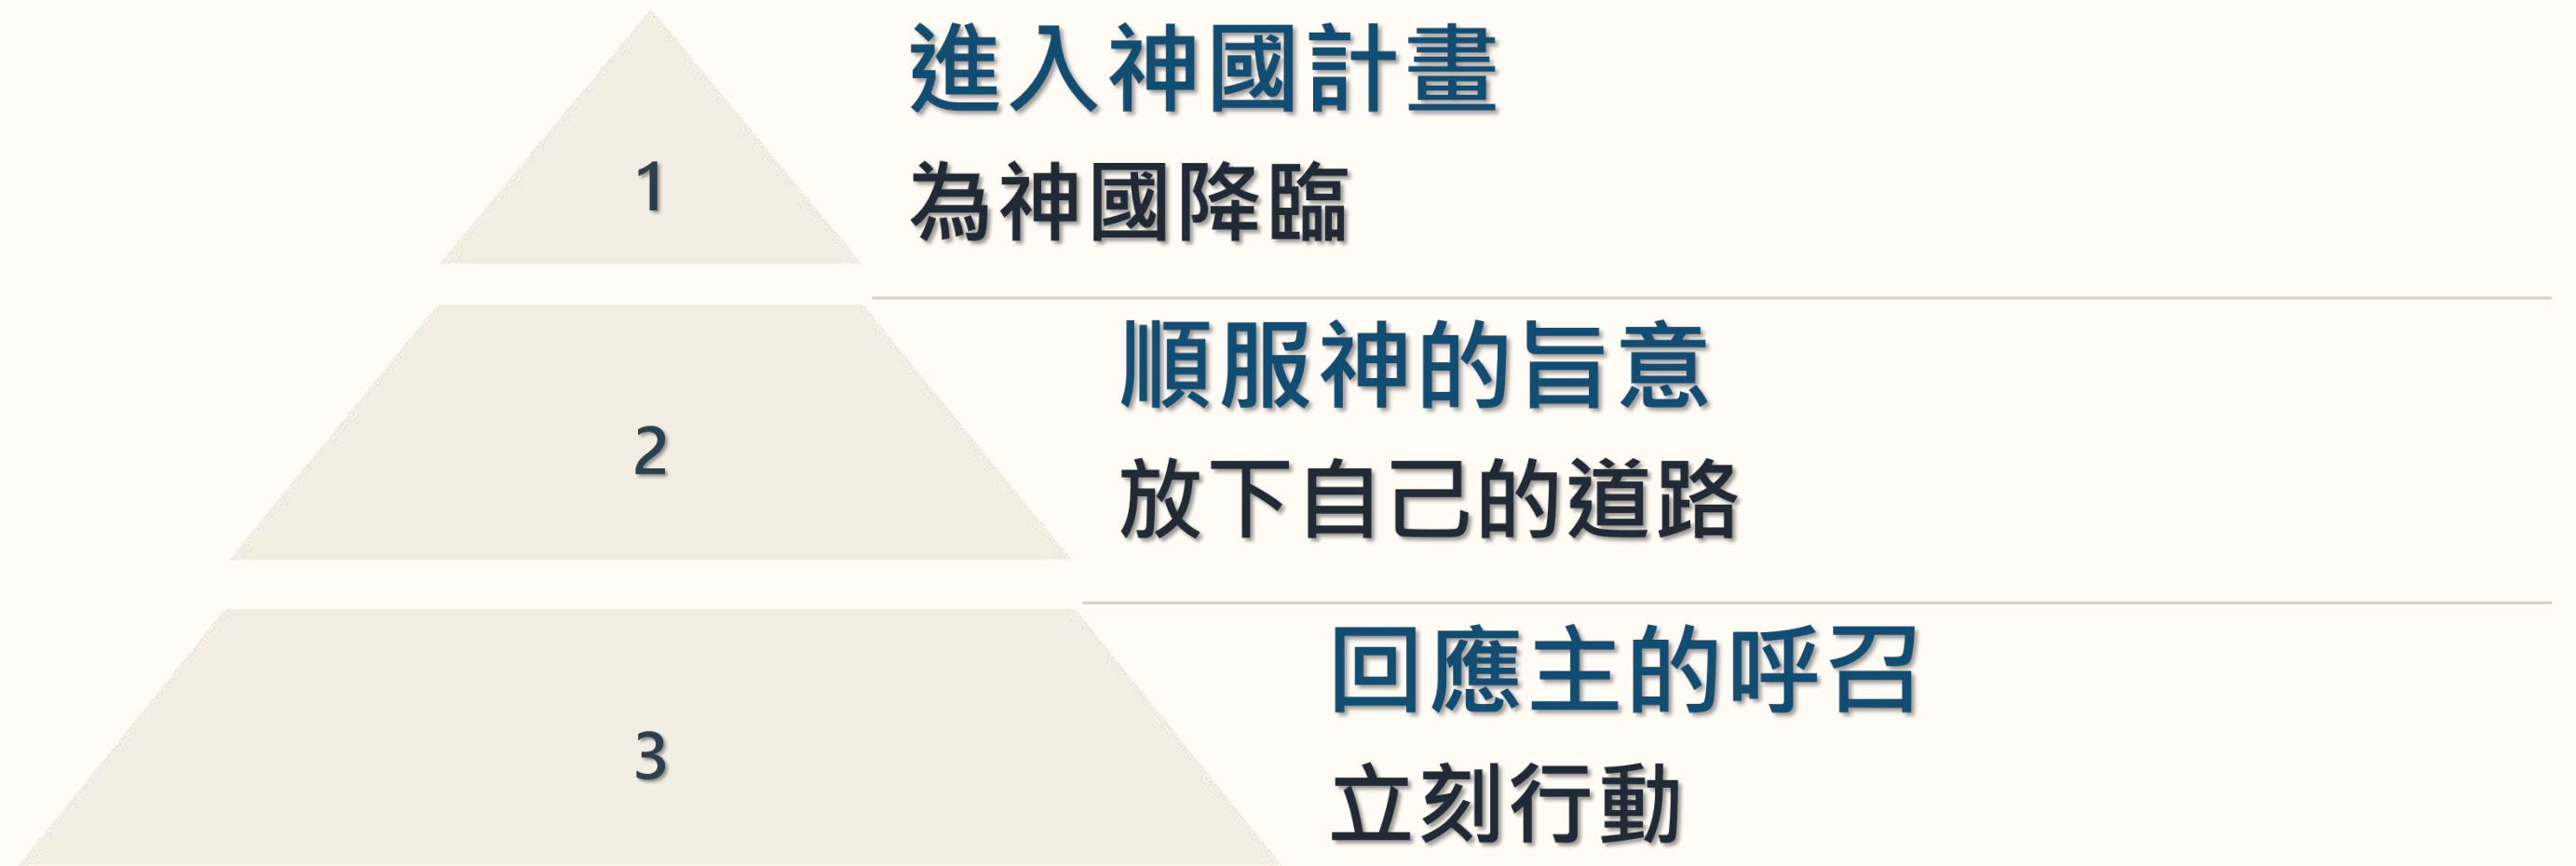 1
進入神國計畫
為神國降臨
2
順服神的旨意
放下自己的道路
3
回應主的呼召
立刻行動